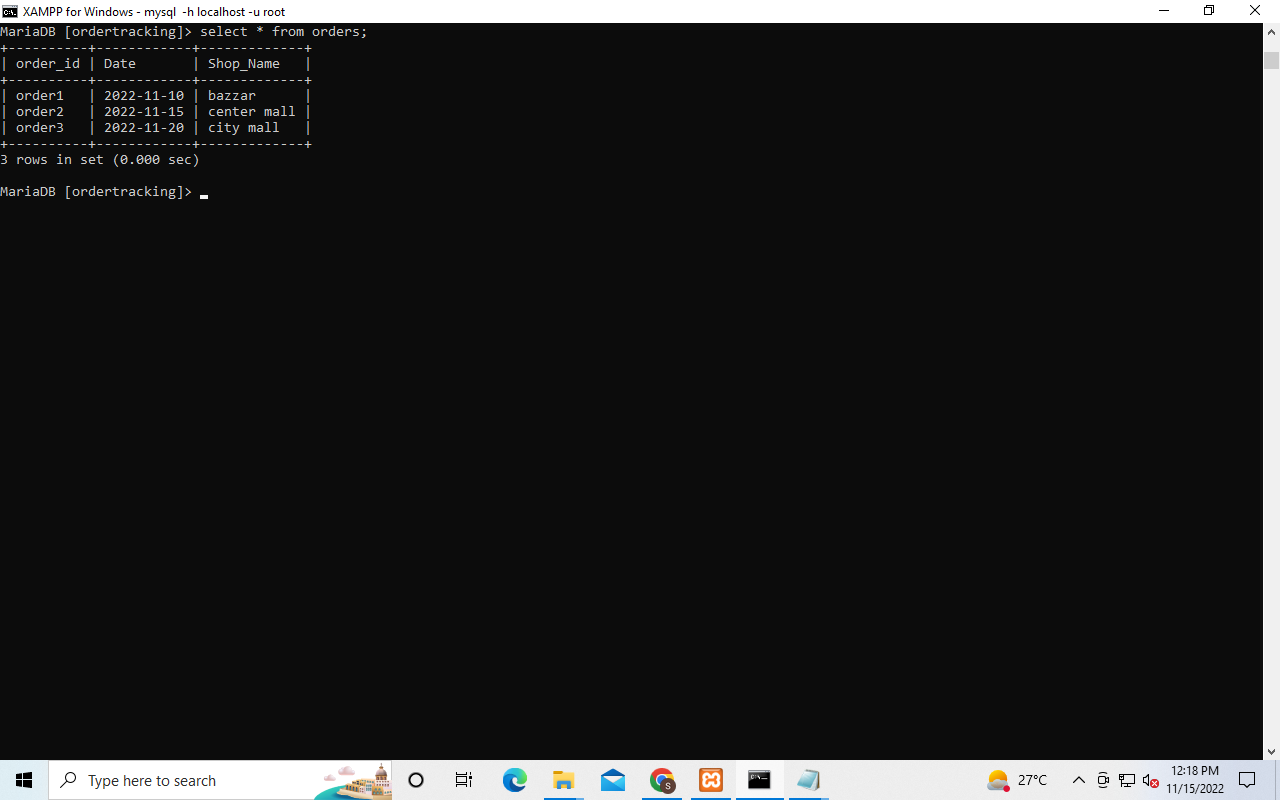 XAMPP for Windows - mysql  -h localhost -u root
MariaDB [ordertracking]> select * from orders;
+----------+------------+-------------+
| order_id | Date       | Shop_Name   |
+----------+------------+-------------+
| order1   | 2022-11-10 | bazzar      |
| order2   | 2022-11-15 | center mall |
| order3   | 2022-11-20 | city mall   |
+----------+------------+-------------+
3 rows in set (0.000 sec)
MariaDB [ordertracking]> _
Type here to search
S
27°C
12:18 PM
11/15/2022